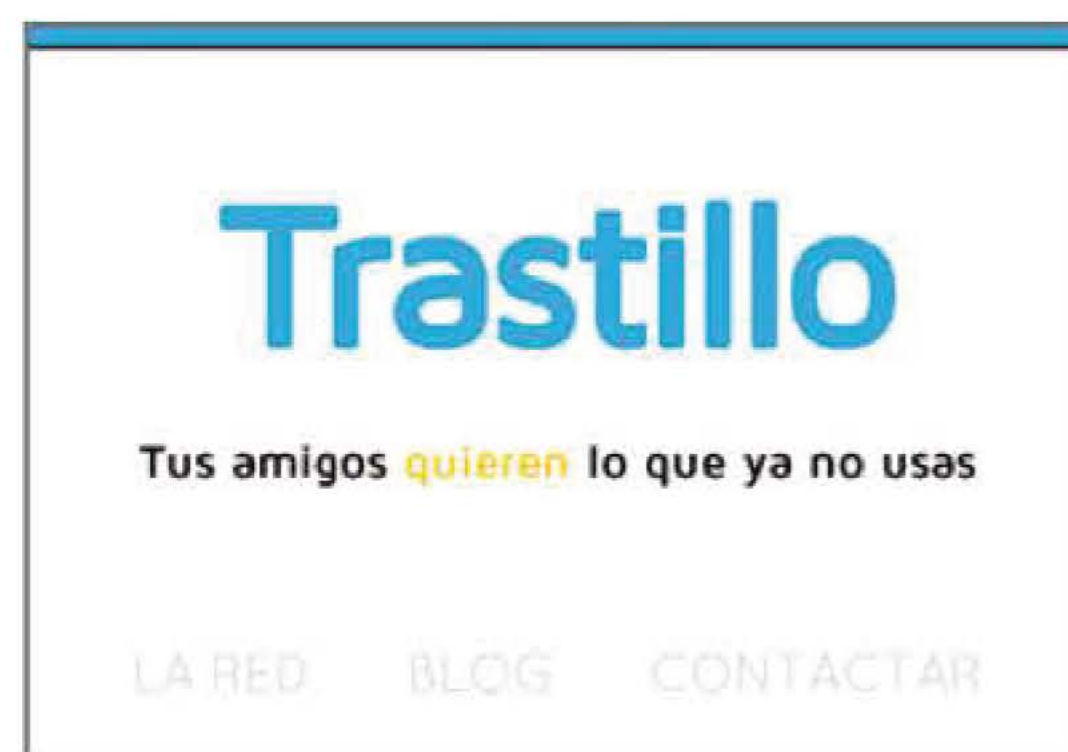 Trastillo
Tus amigos quieren lo que ya no usas
LA RED BLOG CONTACTAR